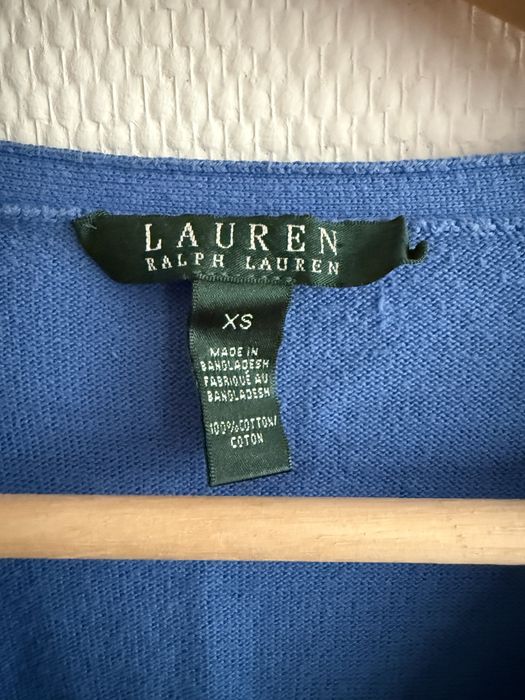 LAUREN
RALPH LAUREN
XS
MADE IN
BANGLADESH
FABRIQUÉ AU
BANGLADESH
100%COTTON/
COTON